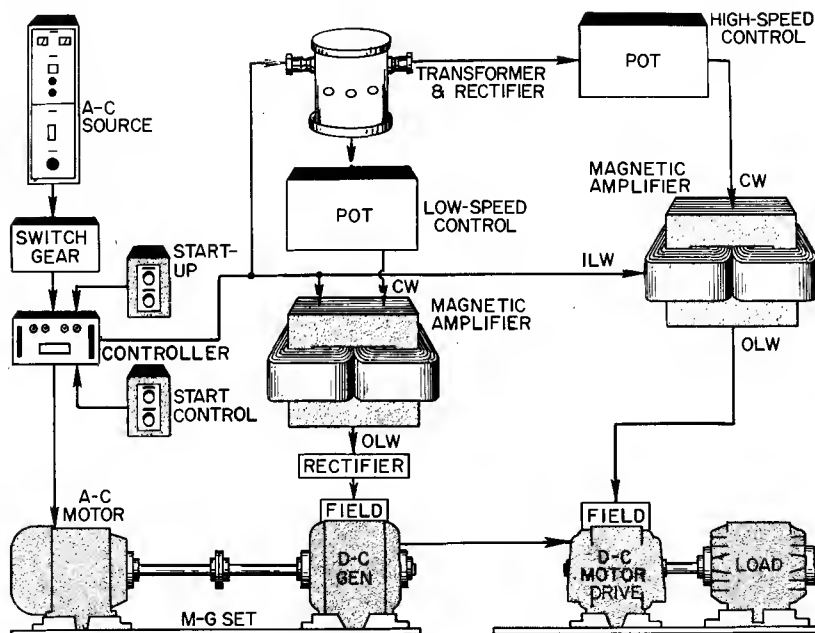 HIGH-SPEED
CONTROL
A-C
SOURCE
TRANSFORMER
& RECTIFIER
POT
MAGNETIC
AMPLIFIER
CW
POT
LOW-SPEED
CONTROL
SWITCH
GEAR
START-
UP
CW
ILW
MAGNETIC
AMPLIFIER
CONTROLLER
OLW
START
CONTROL
OLW
RECTIFIER
A-C
MOTOR
FIELD
FIELD
D-C
GEN
D-C
MOTOR
DRIVE
LOAD
M-G SET